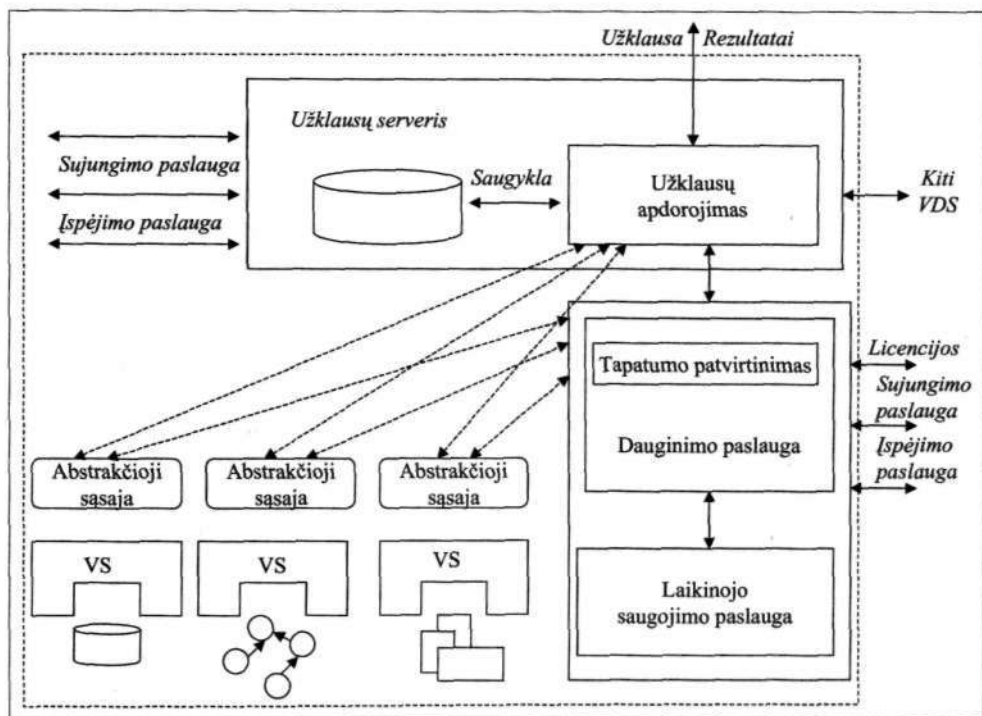 Užklausa Rezultatai
Užklausų serveris
Sujungimo paslauga
Saugykla
Užklausų
apdorojimas
Kiti
VDS
Įspėjimo paslauga
Tapatumo patvirtinimas
Licencijos
Sujungimo
paslauga
Dauginimo paslauga
Įspėjimo
paslauga
Abstrakčioji
sąsaja
Abstrakčioji
sąsaja
Abstrakčioji
sąsaja
VS
VS
VS
Laikinojo
saugojimo paslauga